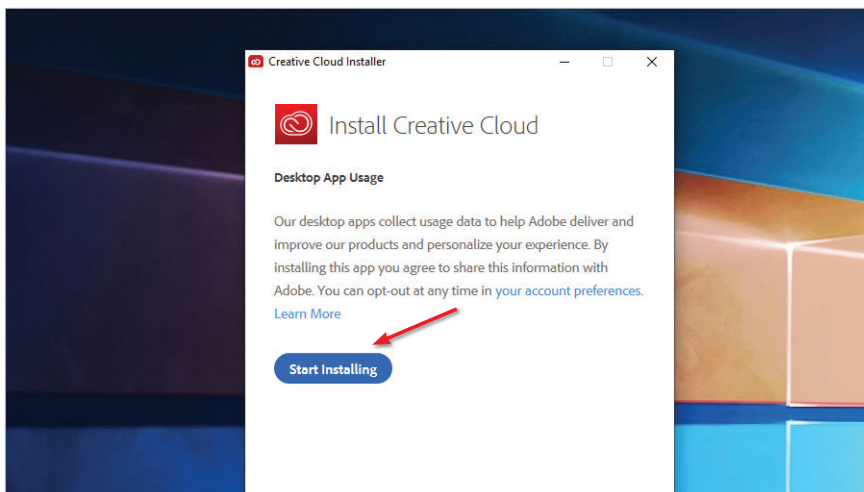 Creative Cloud Installer
Install Creative Cloud
Desktop App Usage
Our desktop apps collect usage data to help Adobe deliver and
improve our products and personalize your experience. By
installing this app you agree to share this information with
Adobe. You can opt-out at any time in your account preferences.
Learn More
Start Installing